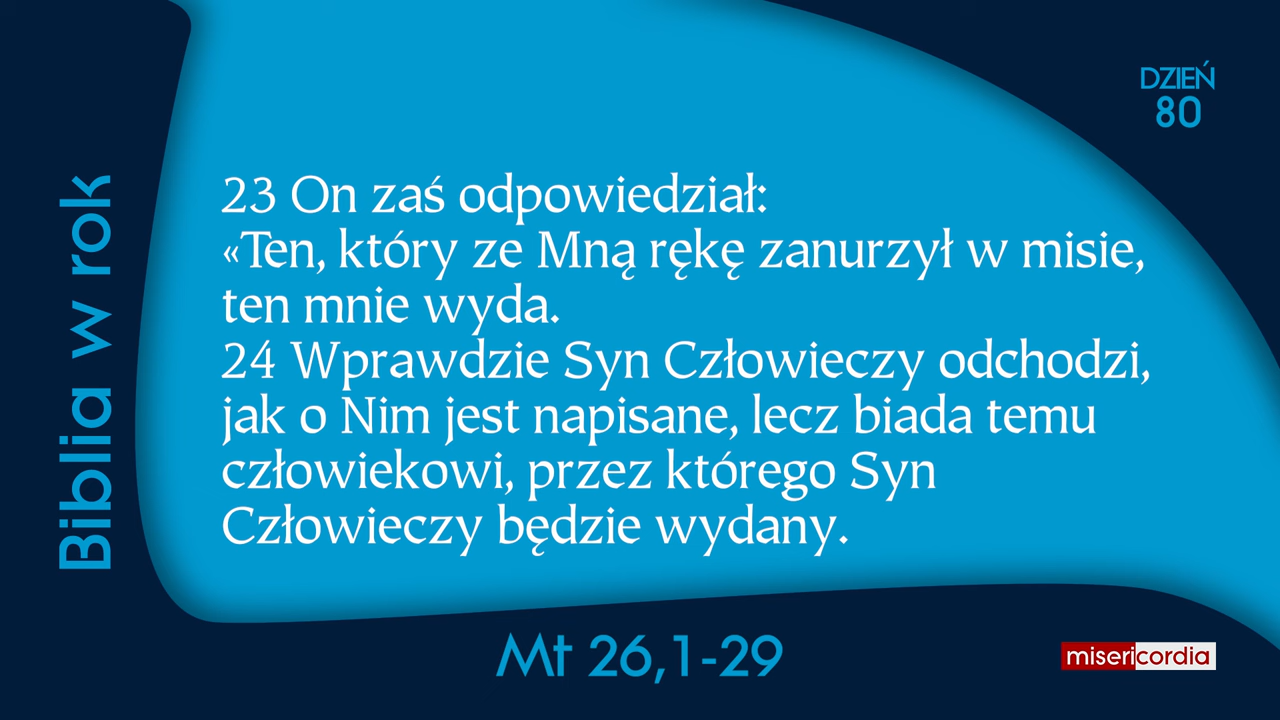 DZIEŃ
80
Biblia w rok
23 On zaś odpowiedział:
«Ten, który ze Mną rękę zanurzył w misie,
ten mnie wyda.
24 Wprawdzie Syn Człowieczy odchodzi,
jak o Nim jest napisane, lecz biada temu
człowiekowi, przez którego Syn
Człowieczy będzie wydany.
Mt 26,1-29
misericordia